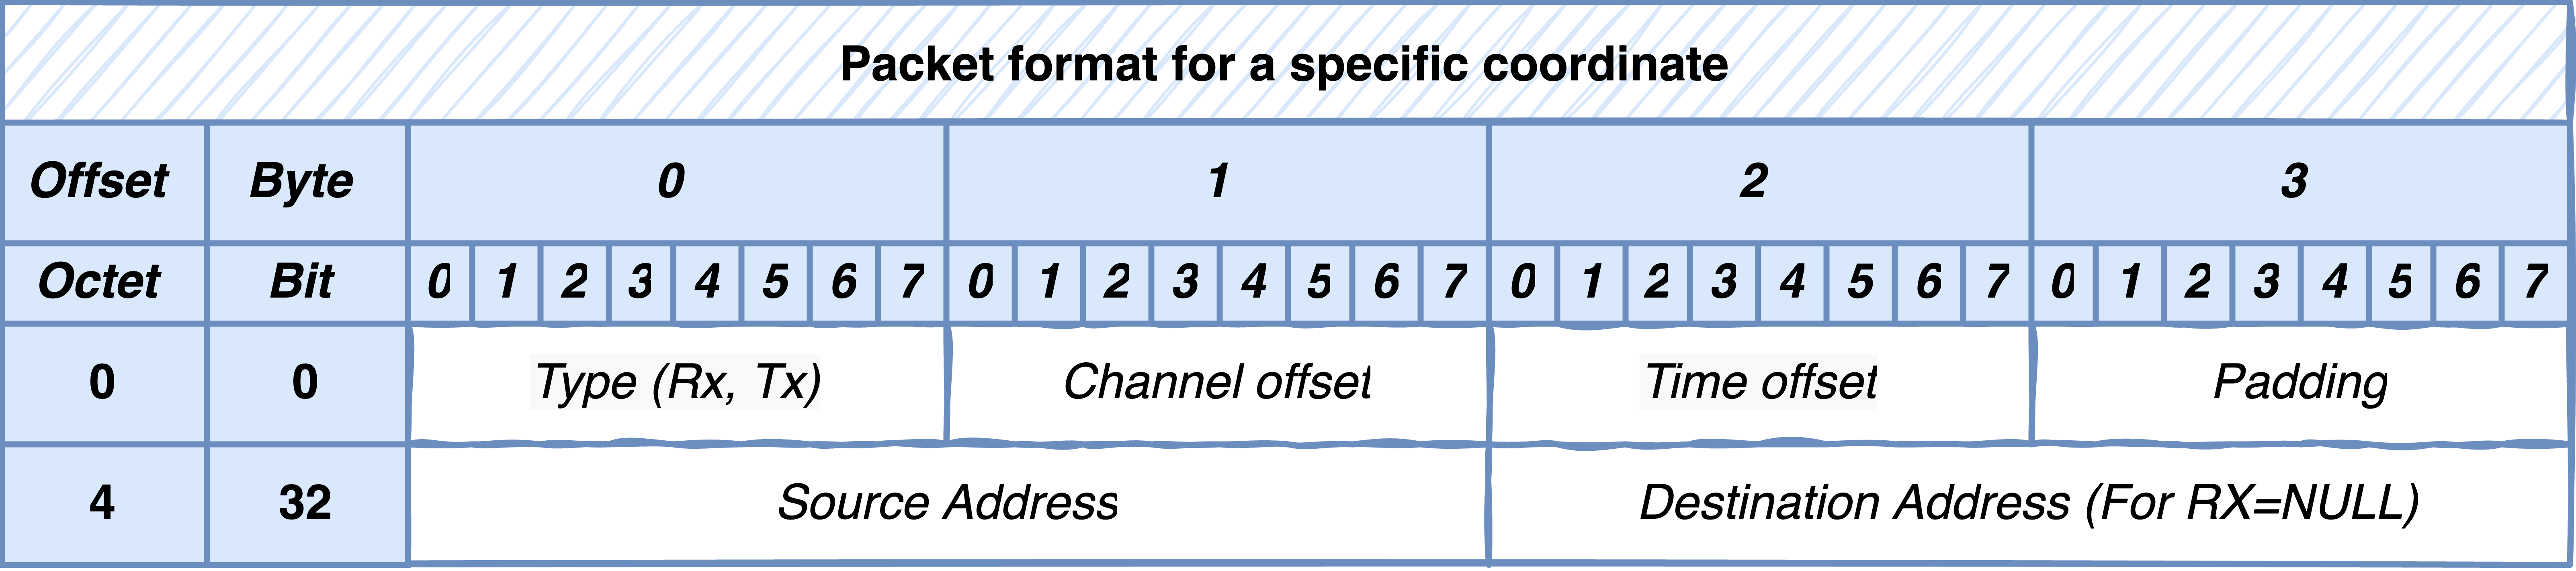 Packet format for a specific coordinate
Offset Byte 0 1 2 3
Octet Bit 0 1 2 3 4 5 6 7 0 1 2 3 4 5 6 7 0 1 2 3 4 5 6 7 0 1 2 3 4 5 6 7
0 0 Type (Rx, Tx) Channel offset Time offset Padding
4 32 Source Address Destination Address (For RX=NULL)